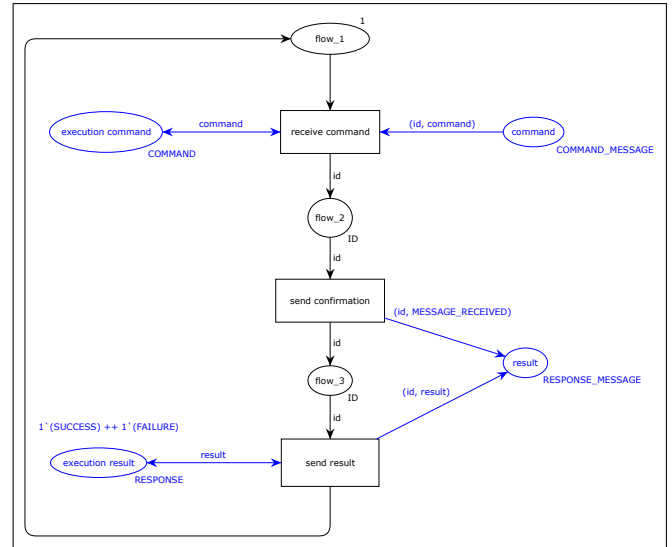 1
flow_1
execution command
command
receive command
(id, command)
command
COMMAND
COMMAND_MESSAGE
id
flow_2
ID
id
send confirmation
(id, MESSAGE_RECEIVED)
id
result
flow_3
RESPONSE_MESSAGE
(id, result)
ID
id
1`(SUCCESS) ++ 1`(FAILURE)
execution result
result
send result
RESPONSE